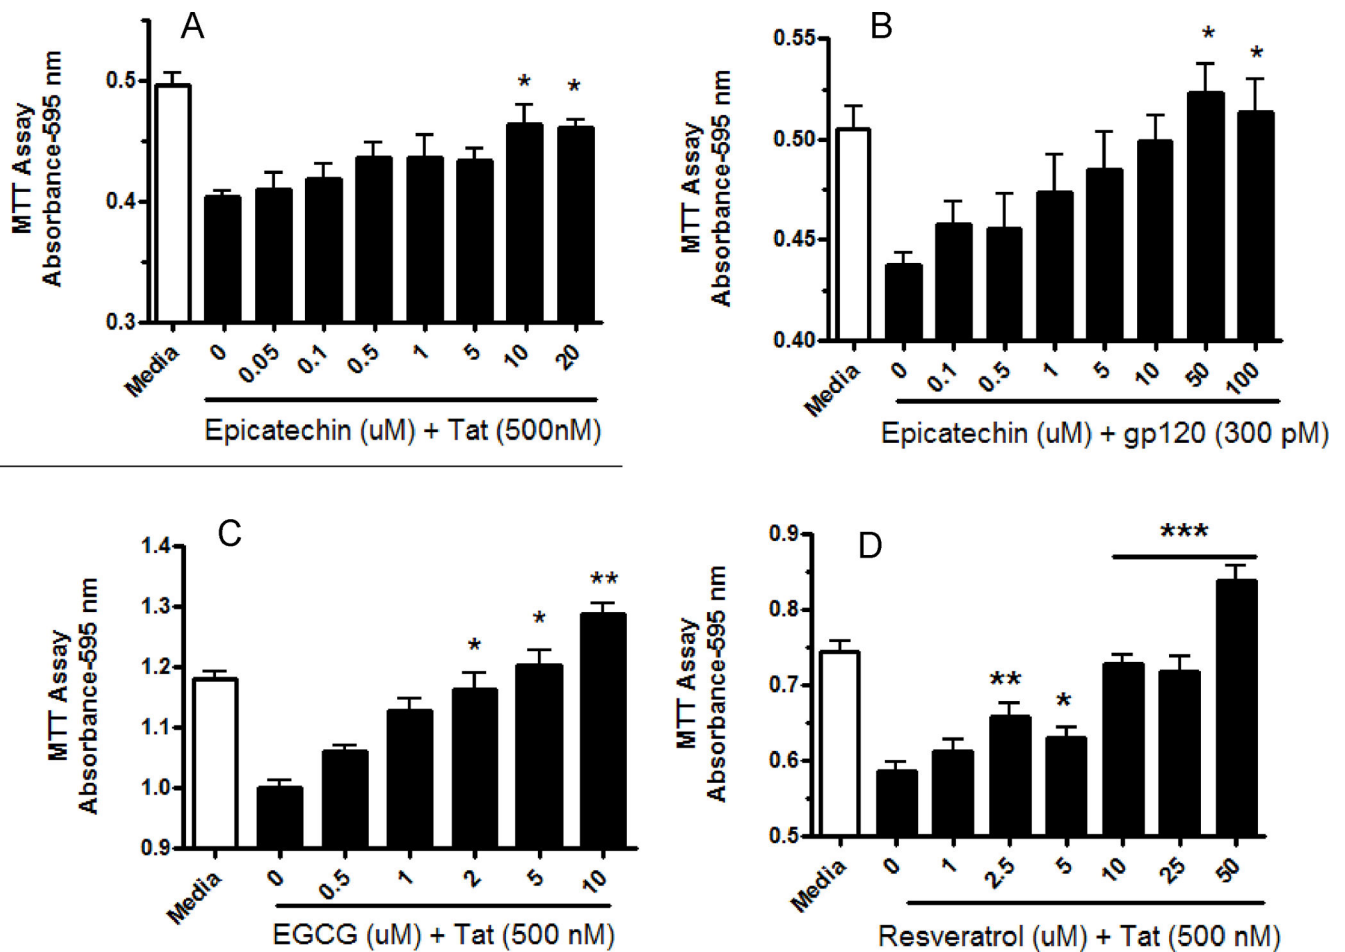 A
MTT Assay
Absorbance-595 nm
0.5
0.4
0.3
*
*
Media 0 0.05 0.1 0.5 1 5 10 20
Epicatechin (uM) + Tat (500nM)
B
MTT Assay
Absorbance-595 nm
0.55
0.50
0.45
0.40
*
*
Media 0 0.1 0.5 1 5 10 50 100
Epicatechin (uM) + gp120 (300 pM)
C
MTT Assay
Absorbance-595 nm
1.4
1.3
1.2
1.1
1.0
0.9
*
*
**
Media 0 0.5 1 2 5 10
EGCG (uM) + Tat (500 nM)
D
MTT Assay
Absorbance-595 nm
0.9
0.8
0.7
0.6
0.5
**
*
***
Media 0 1 2.5 5 10 25 50
Resveratrol (uM) + Tat (500 nM)